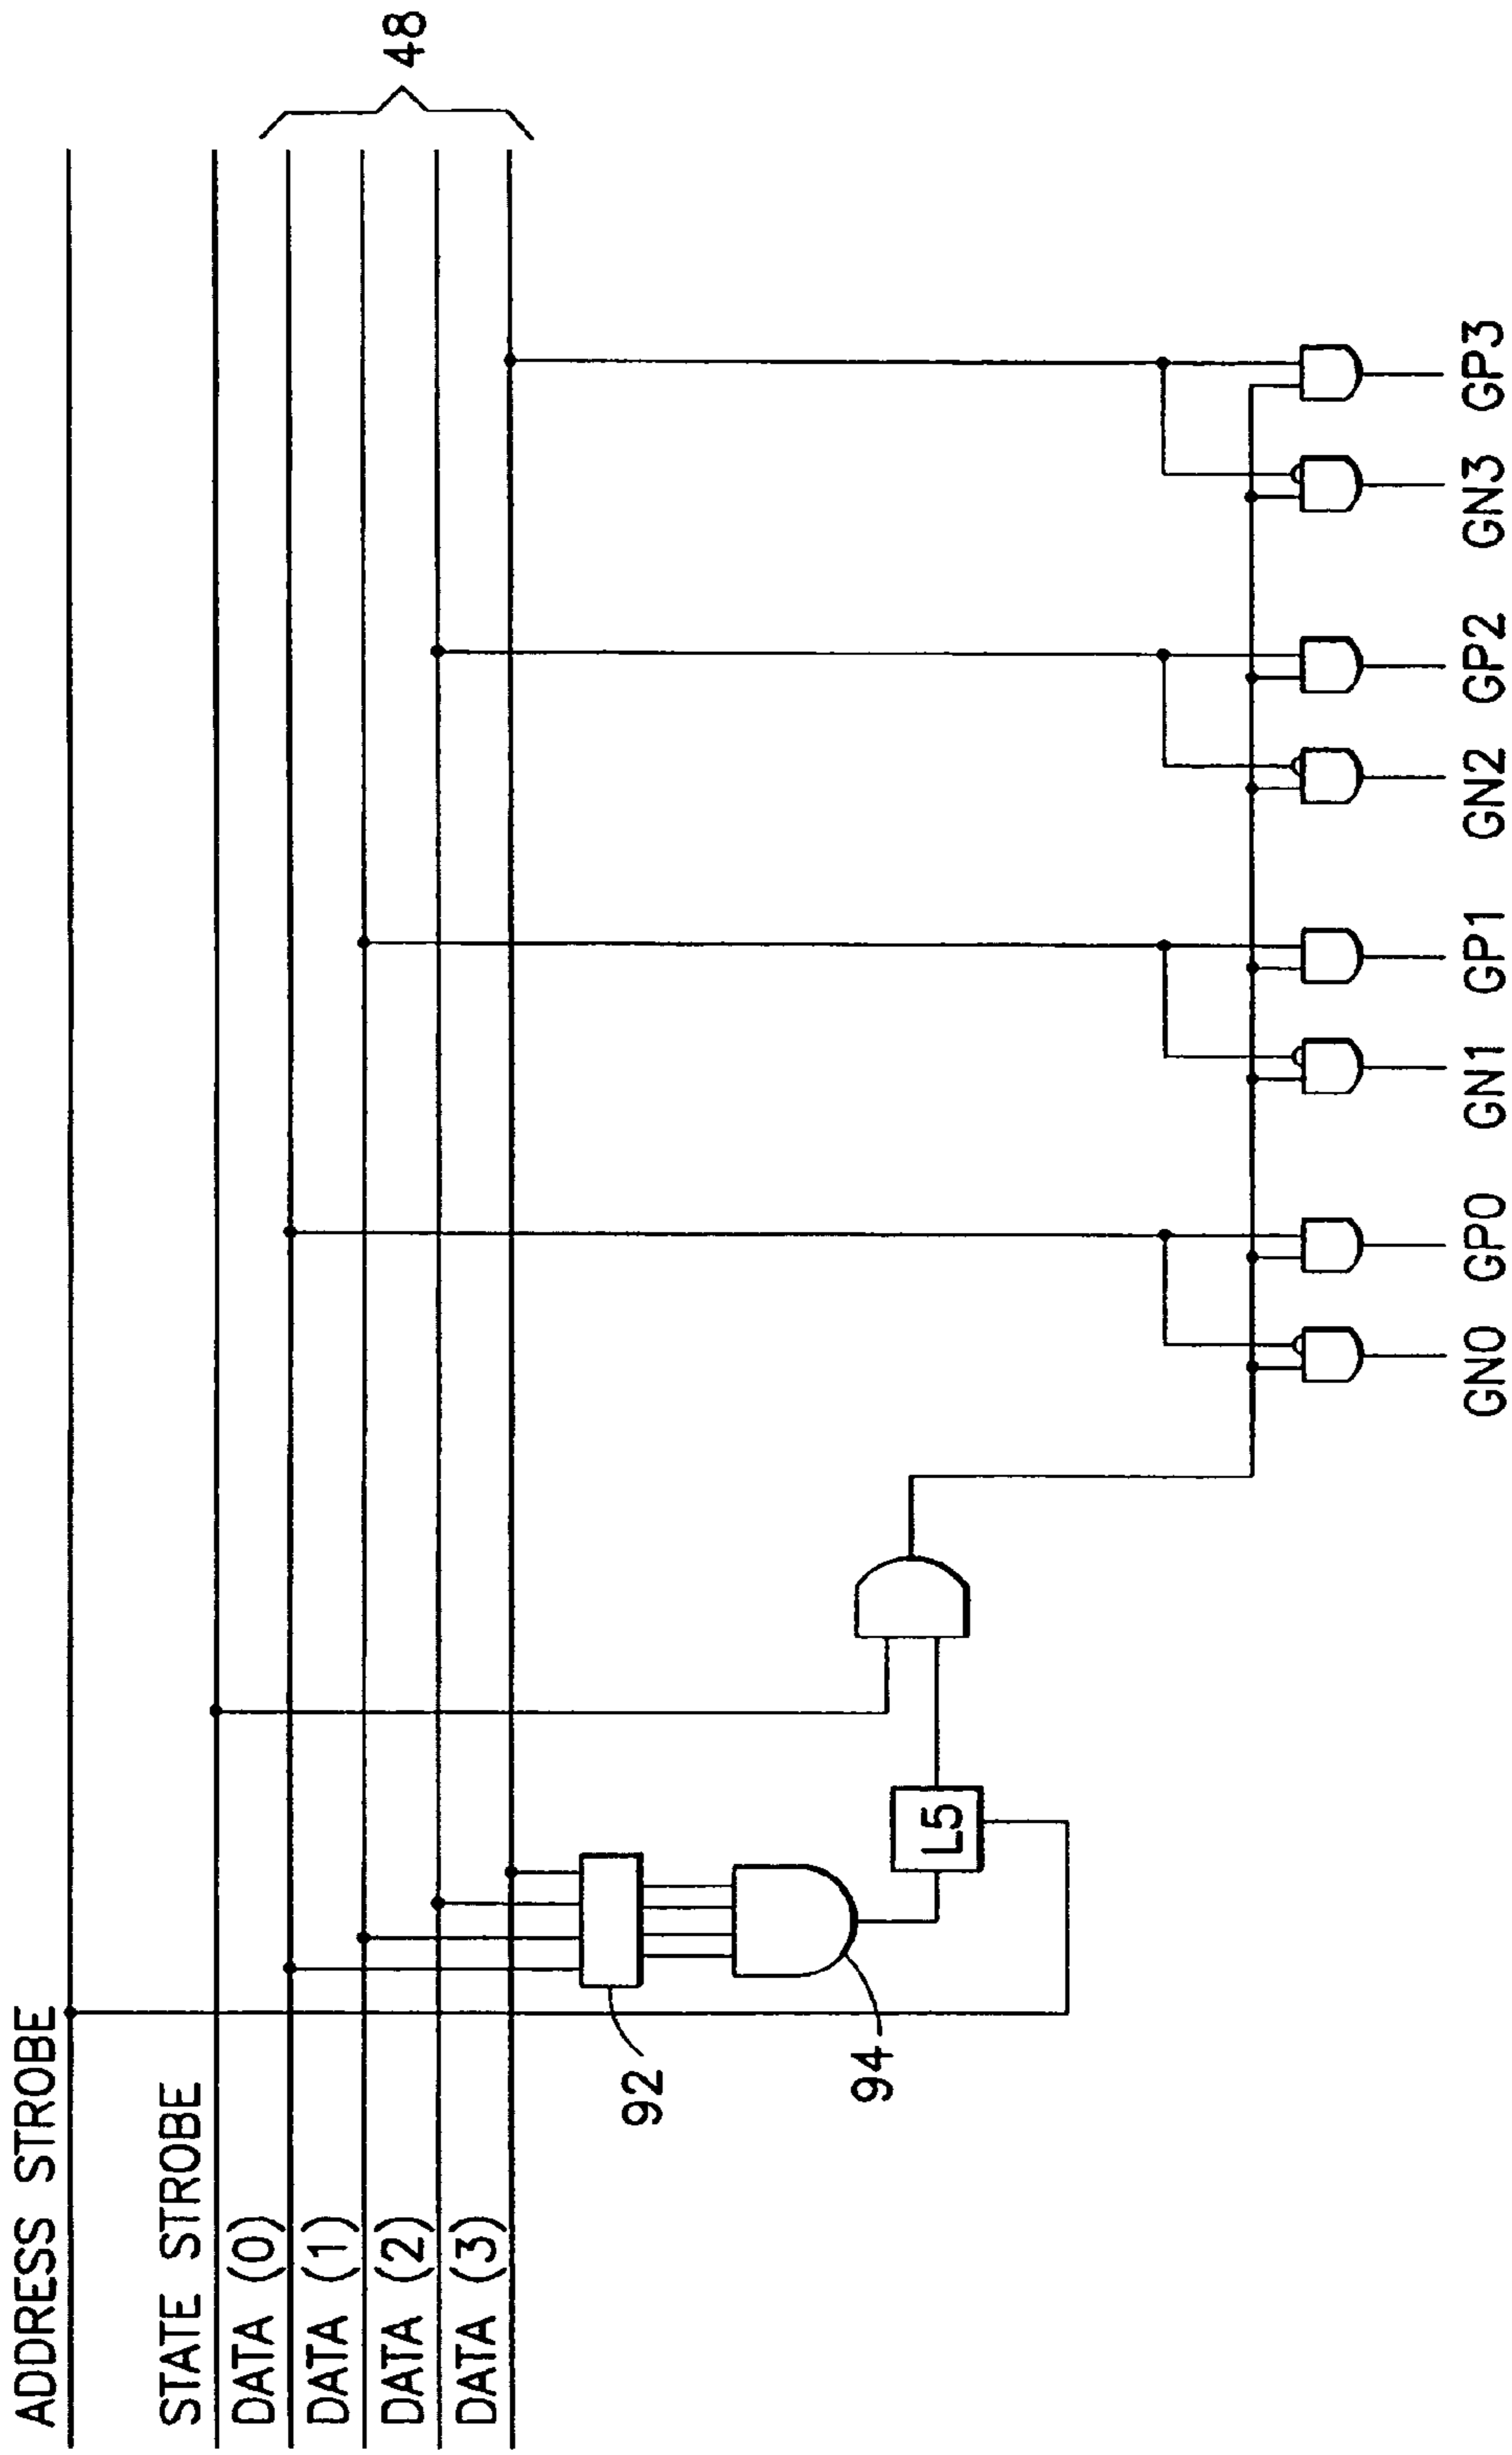 ADDRESS STROBE
STATE STROBE
DATA (0)
DATA (1)
DATA (2)
DATA (3)
48
92
94
L5
GN0 GP0 GN1 GP1 GN2 GP2 GN3 GP3